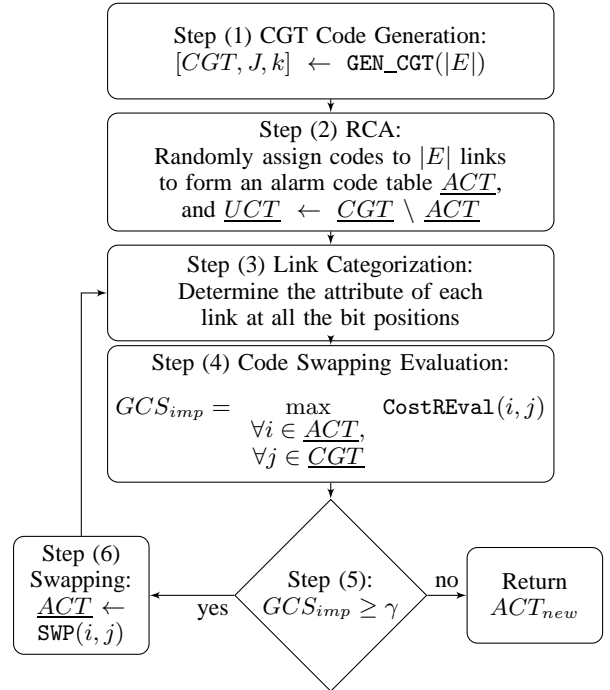 Step (1) CGT Code Generation:
[CGT, J, k] ← GEN_CGT(|E|)
Step (2) RCA:
Randomly assign codes to |E| links
to form an alarm code table ACT,
and UCT ← CGT \ ACT
Step (3) Link Categorization:
Determine the attribute of each
link at all the bit positions
Step (4) Code Swapping Evaluation:
GCS_imp = max CostREval(i, j)
∀i ∈ ACT,
∀j ∈ CGT
Step (5):
GCS_imp ≥ γ
yes
no
Step (6)
Swapping:
ACT ←
SWP(i, j)
Return
ACT_new